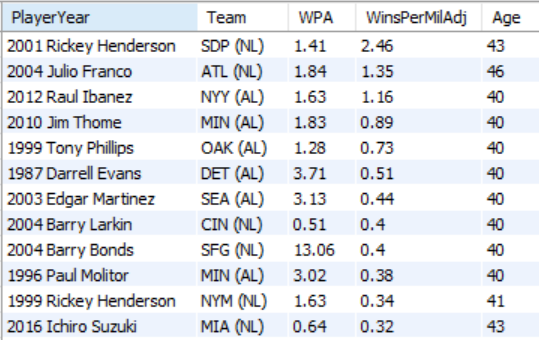 PlayerYear Team WPA WinsPerMilAdj Age
2001 Rickey Henderson SDP (NL) 1.41 2.46 43
2004 Julio Franco ATL (NL) 1.84 1.35 46
2012 Raul Ibanez NYY (AL) 1.63 1.16 40
2010 Jim Thome MIN (AL) 1.83 0.89 40
1999 Tony Phillips OAK (AL) 1.28 0.73 40
1987 Darrell Evans DET (AL) 3.71 0.51 40
2003 Edgar Martinez SEA (AL) 3.13 0.44 40
2004 Barry Larkin CIN (NL) 0.51 0.4 40
2004 Barry Bonds SFG (NL) 13.06 0.4 40
1996 Paul Molitor MIN (AL) 3.02 0.38 40
1999 Rickey Henderson NYM (NL) 1.63 0.34 41
2016 Ichiro Suzuki MIA (NL) 0.64 0.32 43